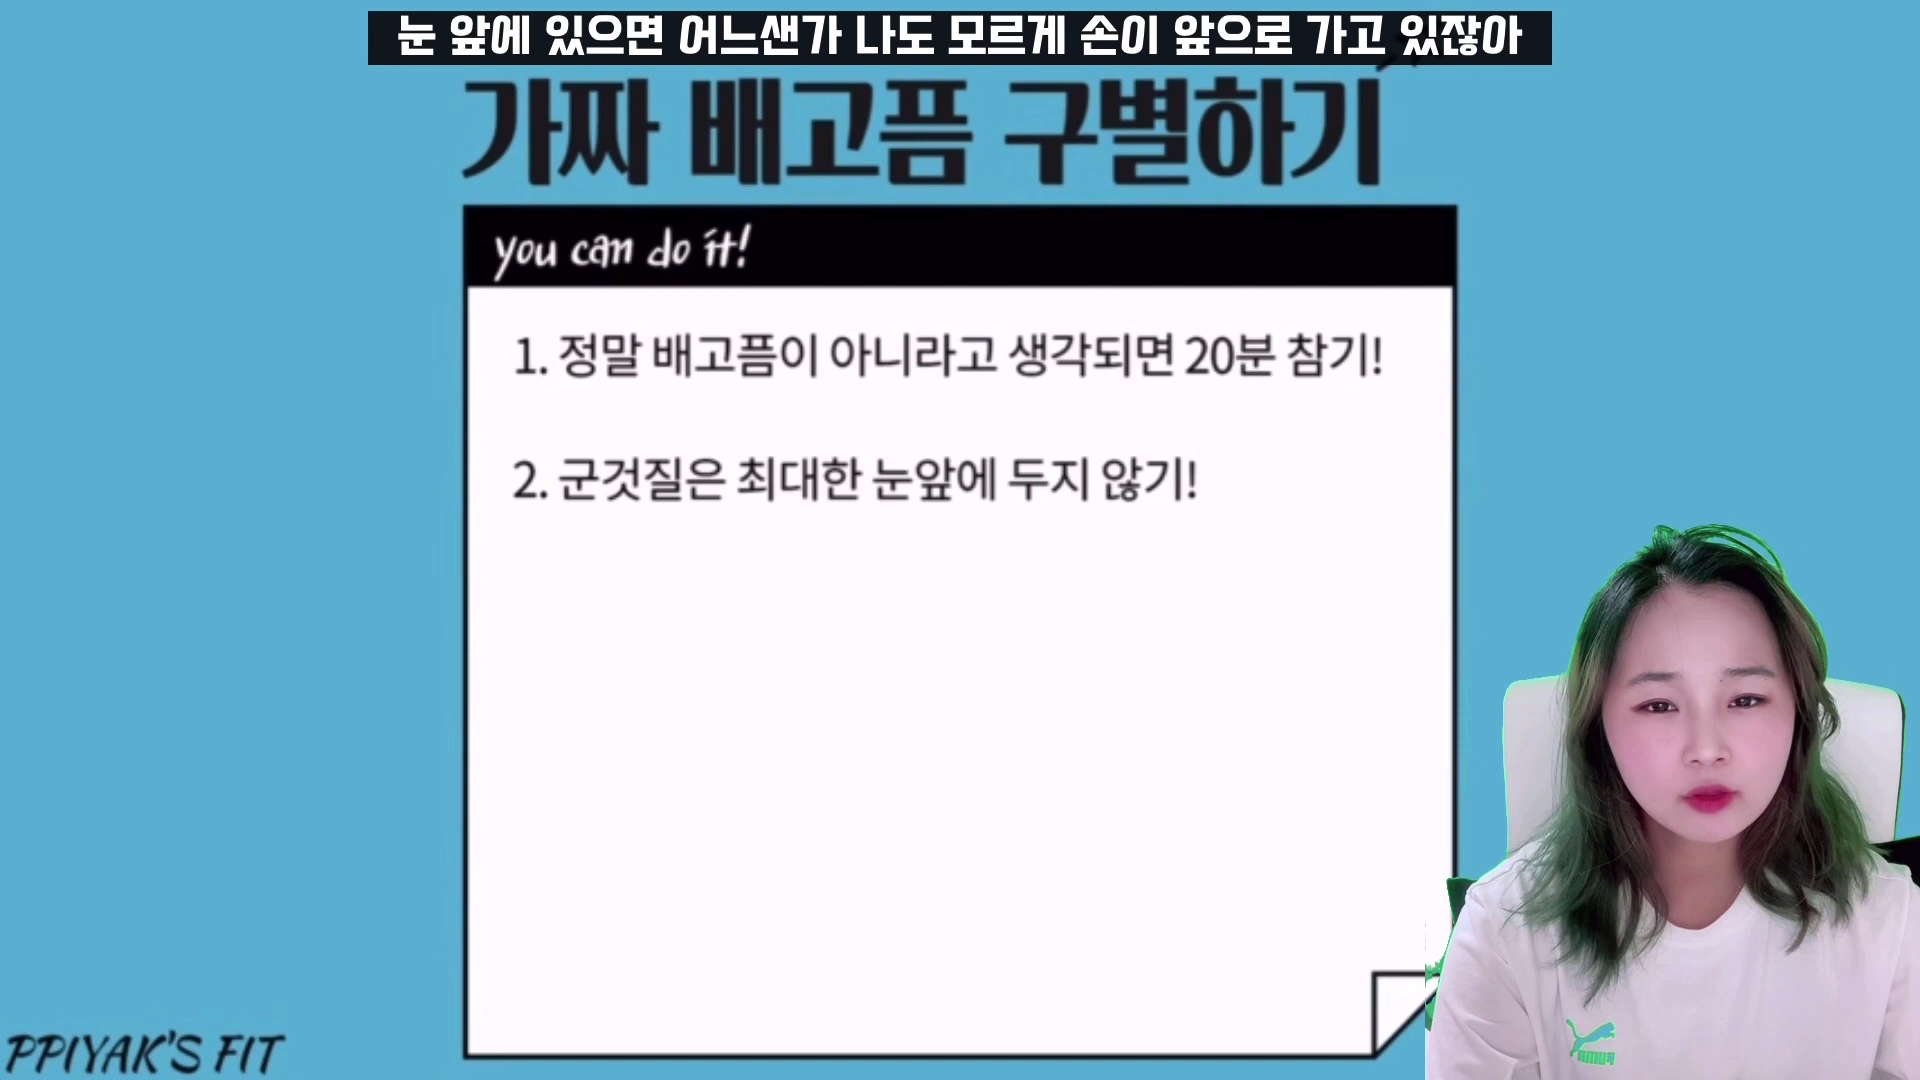 눈 앞에 있으면 어느샌가 나도 모르게 손이 앞으로 가고 있잖아
가짜 배고픔 구별하기
you can do it!
1. 정말 배고픔이 아니라고 생각되면 20분 참기!
2. 군것질은 최대한 눈앞에 두지 않기!
PPIYAK'S FIT
PUMA